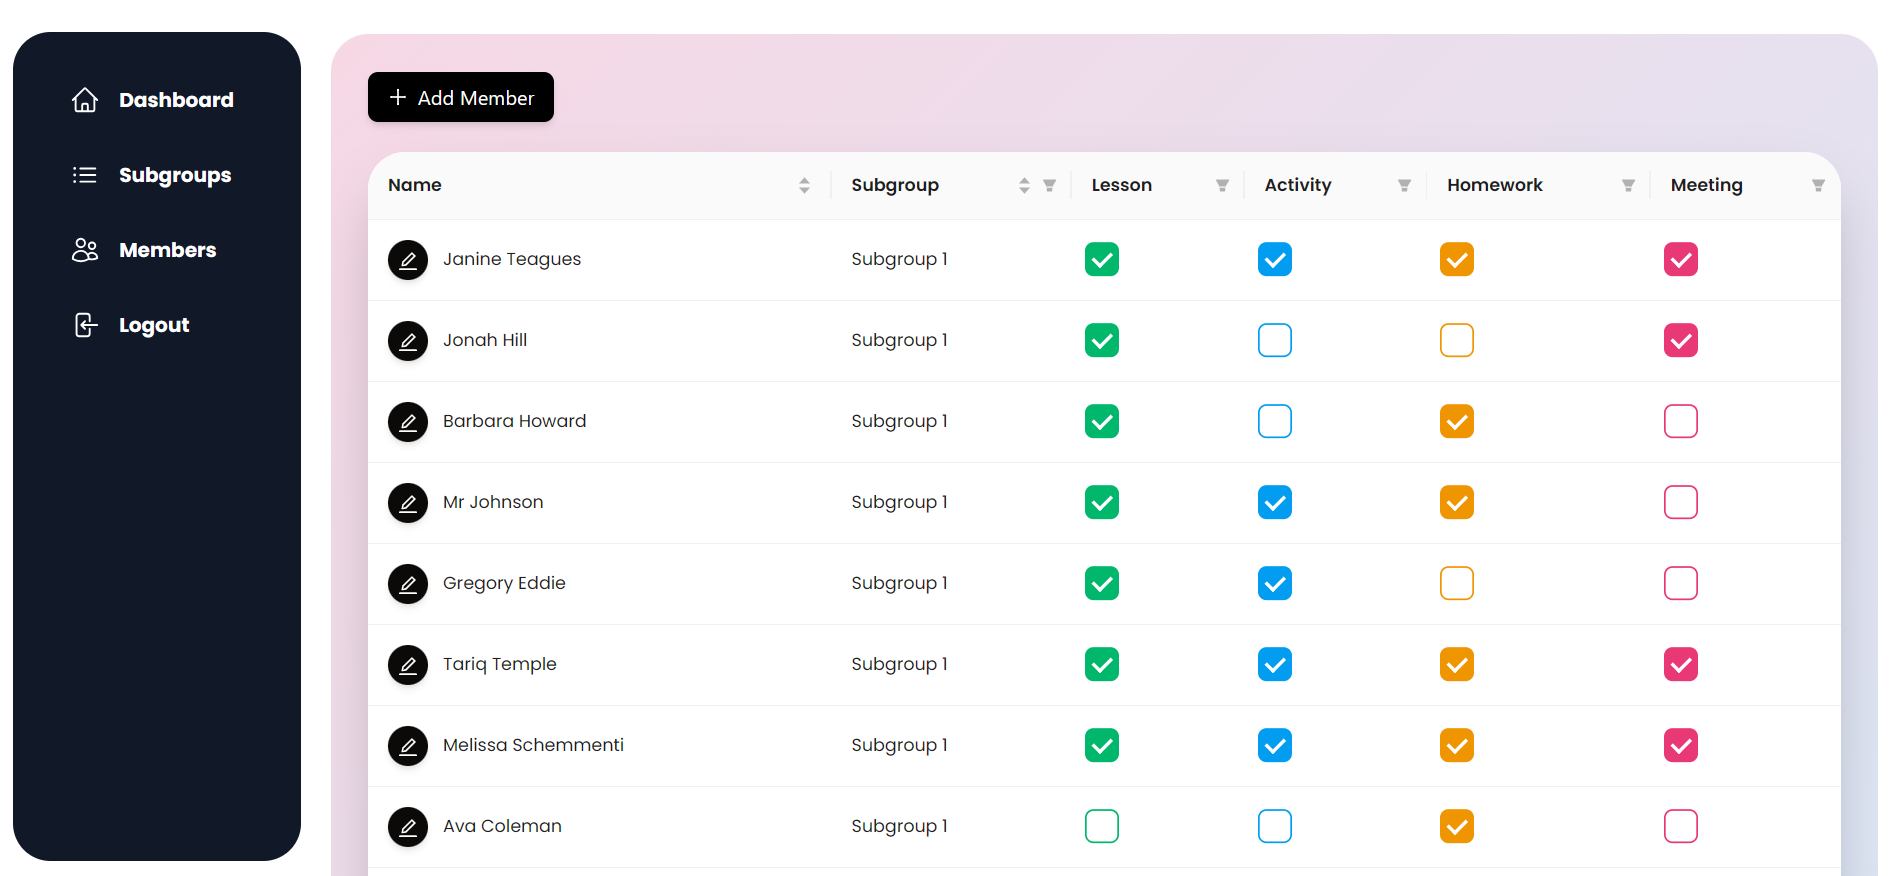 Dashboard
Subgroups
Members
Logout
Add Member
Name Subgroup Lesson Activity Homework Meeting
Janine Teagues Subgroup 1
Jonah Hill Subgroup 1
Barbara Howard Subgroup 1
Mr Johnson Subgroup 1
Gregory Eddie Subgroup 1
Tariq Temple Subgroup 1
Melissa Schemmenti Subgroup 1
Ava Coleman Subgroup 1